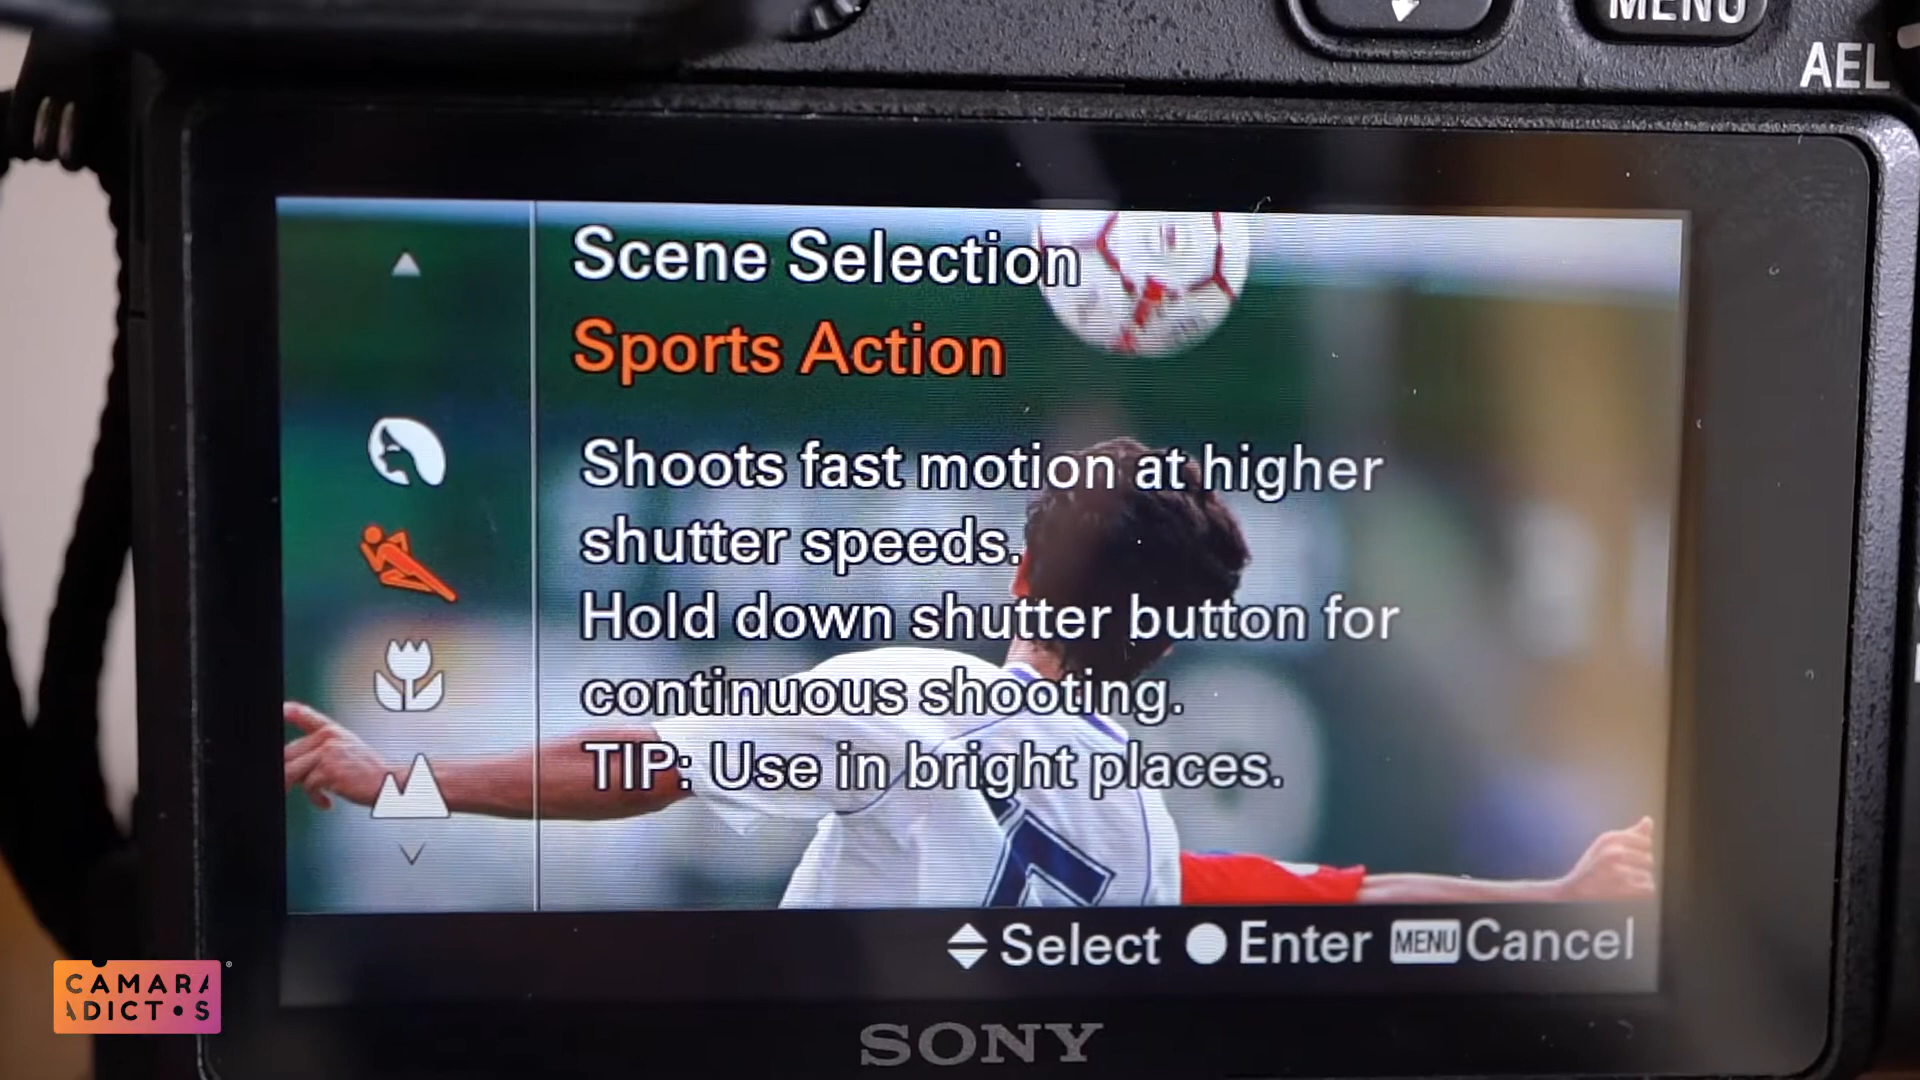 MENU
AEL
Scene Selection
Sports Action
Shoots fast motion at higher
shutter speeds.
Hold down shutter button for
continuous shooting.
TIP: Use in bright places.
Select Enter MENU Cancel
CAMARA
ADICTOS
SONY